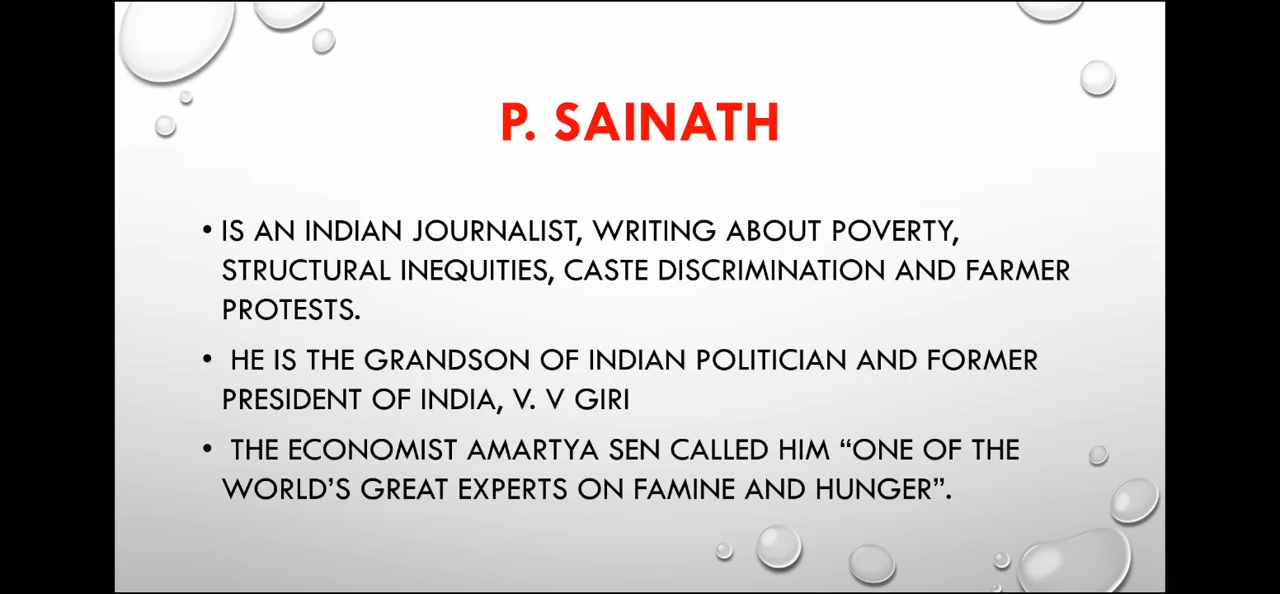 P. SAINATH
• IS AN INDIAN JOURNALIST, WRITING ABOUT POVERTY,
STRUCTURAL INEQUITIES, CASTE DISCRIMINATION AND FARMER
PROTESTS.
• HE IS THE GRANDSON OF INDIAN POLITICIAN AND FORMER
PRESIDENT OF INDIA, V. V GIRI
• THE ECONOMIST AMARTYA SEN CALLED HIM “ONE OF THE
WORLD’S GREAT EXPERTS ON FAMINE AND HUNGER”.